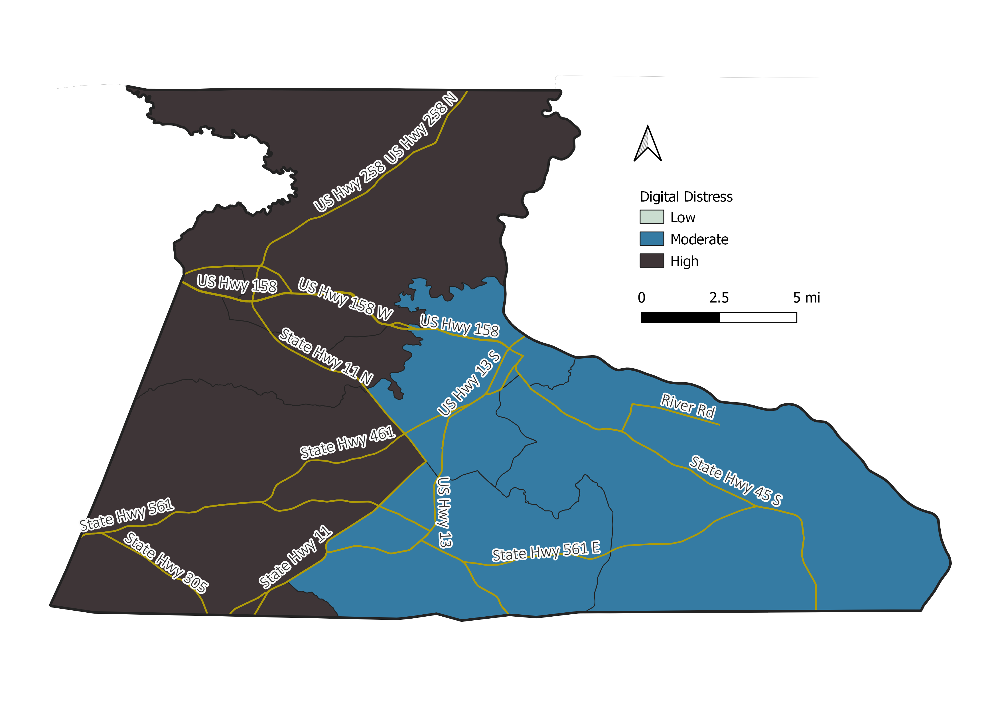 US Hwy 258 N
US Hwy 258
Digital Distress
Low
Moderate
High
US Hwy 158
US Hwy 158 W
0 2.5 5 mi
US Hwy 158
State Hwy 11 N
US Hwy 13 S
River Rd
State Hwy 461
State Hwy 45 S
US Hwy 13
State Hwy 561
State Hwy 11
State Hwy 561 E
State Hwy 305